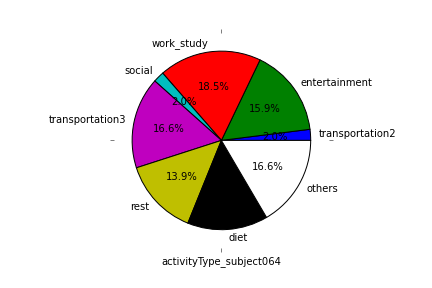 work_study
social
18.5%
entertainment
2.0%
15.9%
transportation3
16.6%
2.0%
transportation2
16.6%
13.9%
others
rest
diet
activityType_subject064